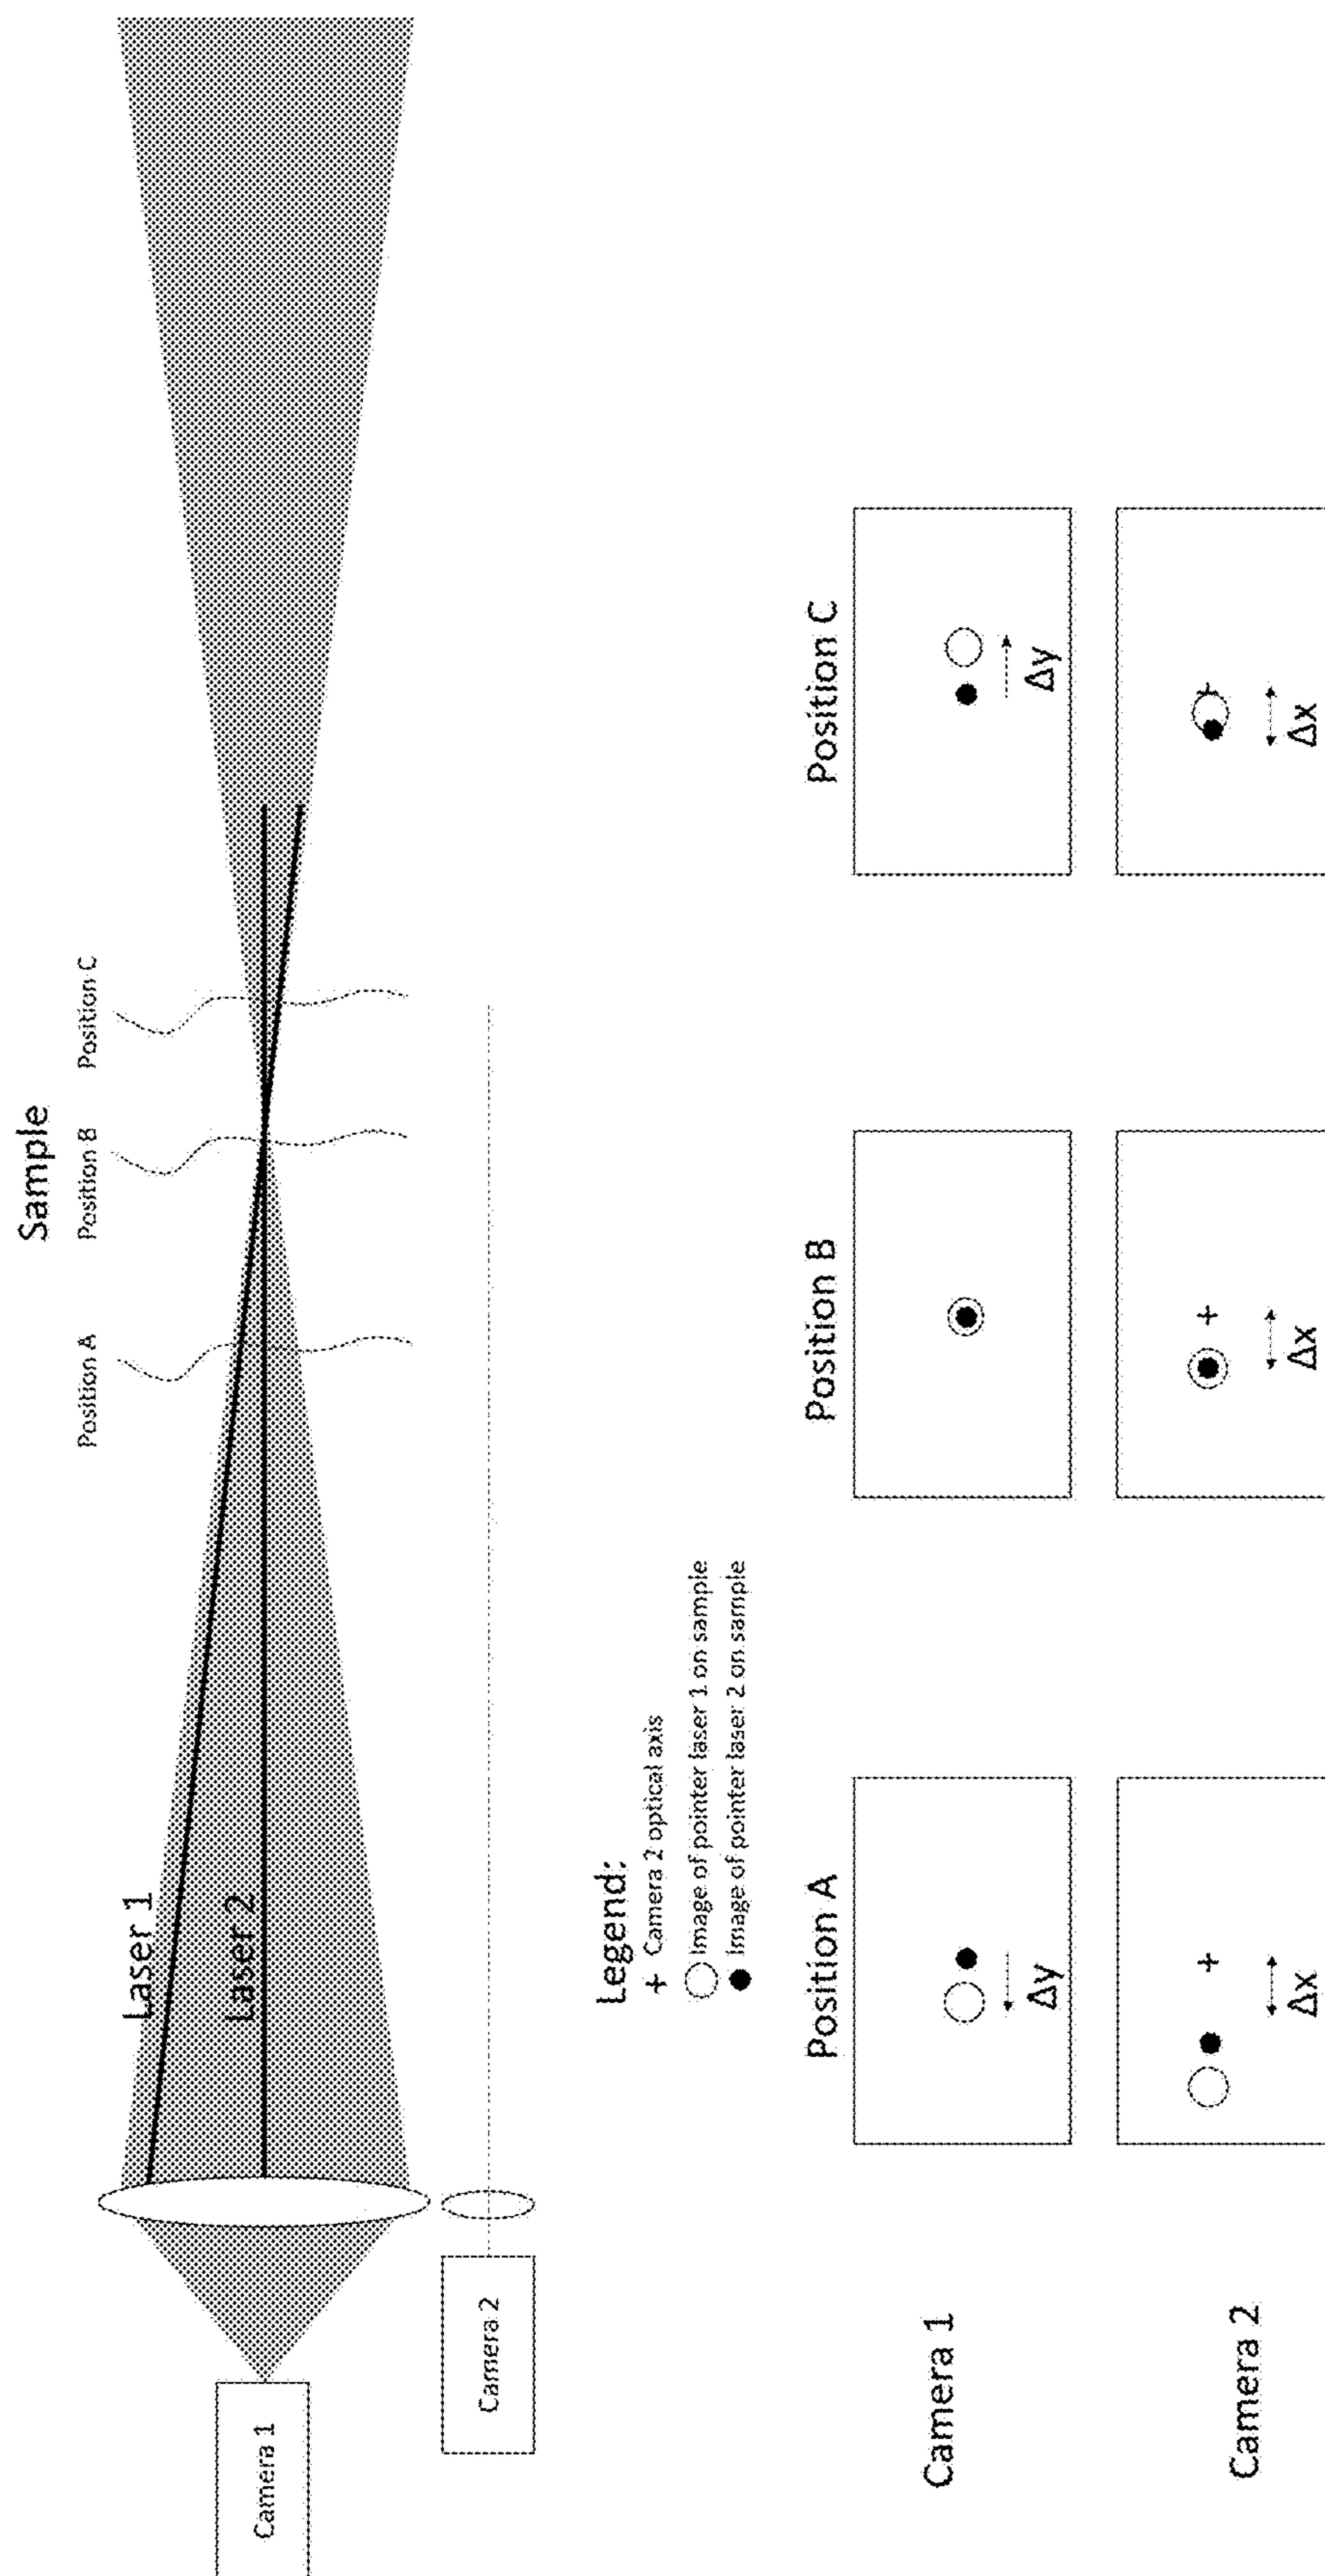 Sample
Position A
Position B
Position C
Laser 1
Laser 2
Camera 1
Camera 2
Legend:
+ Camera 2 optical axis
Image of pointer laser 1 on sample
Image of pointer laser 2 on sample
Position A
Position B
Position C
Camera 1
Δy
Δy
Camera 2
Δx
Δx
Δx